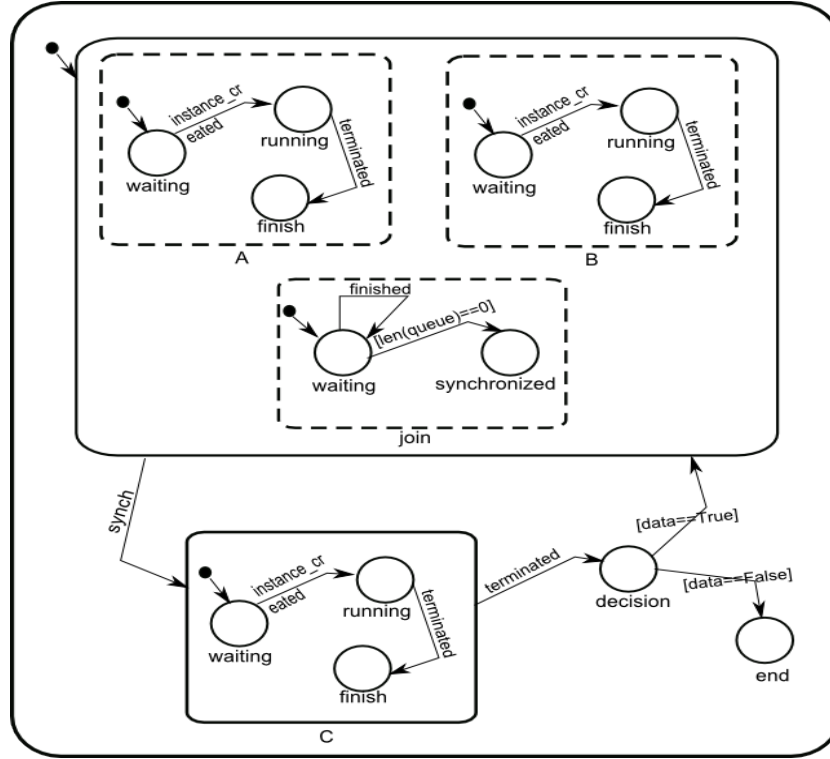 instance_cr
eated
running
terminated
waiting
finish
A
instance_cr
eated
running
terminated
waiting
finish
B
finished
[len(queue)==0]
waiting
synchronized
join
synch
[data==True]
terminated
[data==False]
decision
instance_cr
eated
running
terminated
waiting
finish
end
C